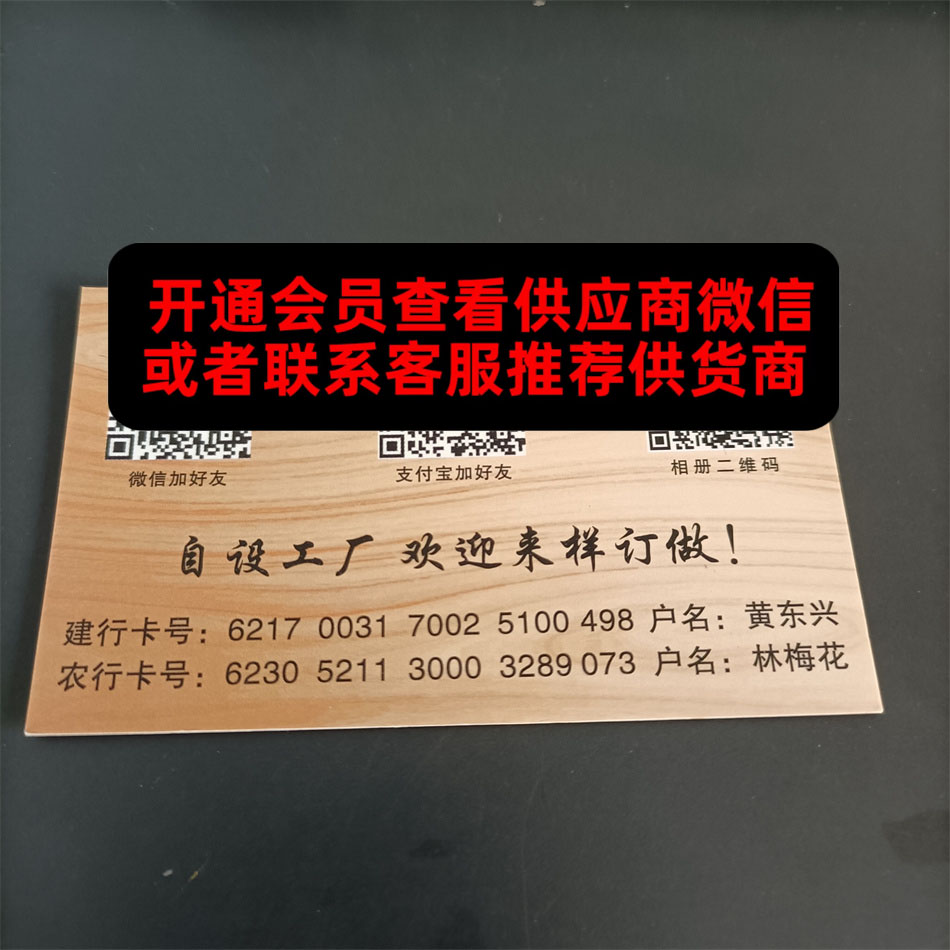 开通会员查看供应商微信
或者联系客服推荐供货商
微信加好友
支付宝加好友
相册二维码
自设工厂 欢迎来样订做！
建行卡号：6217 0031 7002 5100 498 户名：黄东兴
农行卡号：6230 5211 3000 3289 073 户名：林梅花